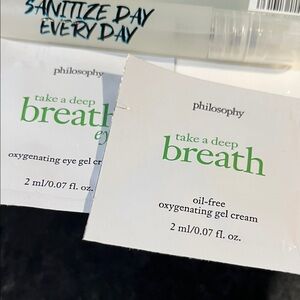 SANITIZE DAY
EVERY DAY
philosophy
take a deep
breath
oxygenating eye gel
2 ml/0.07 fl. oz.
philosophy
take a deep
breath
oil-free
oxygenating gel cream
2 ml/0.07 fl. oz.